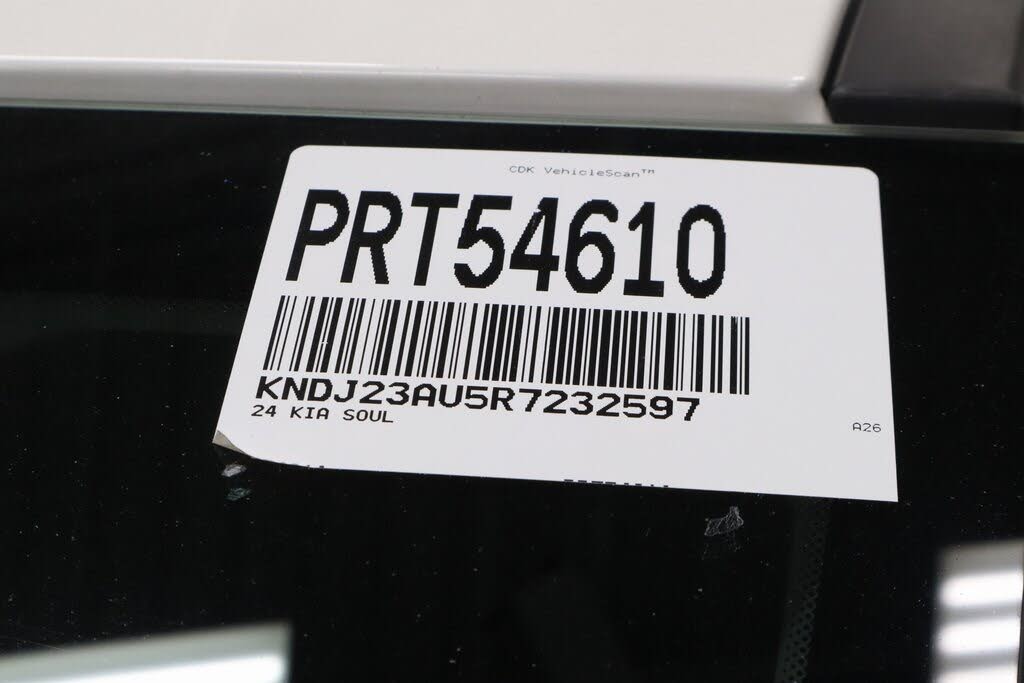 CDK VehicleScan™
PRT54610
KNDJ23AU5R7232597
24 KIA SOUL
A26